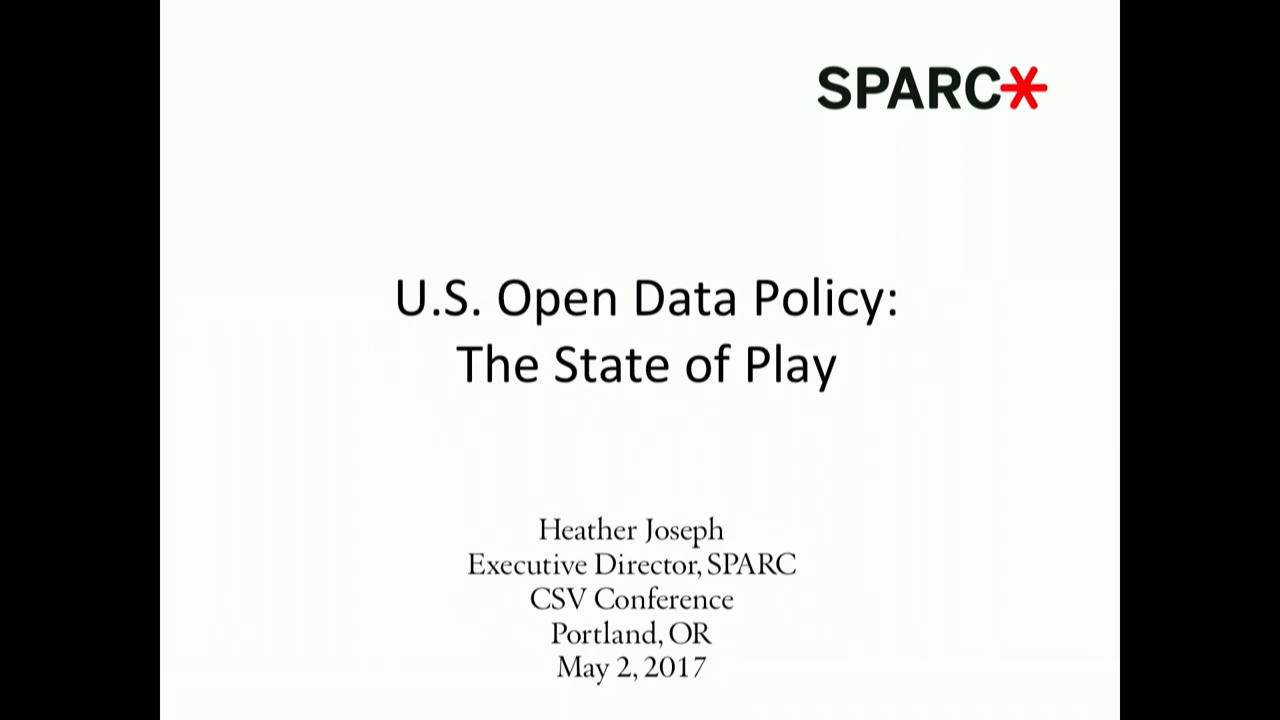 SPARC
U.S. Open Data Policy:
The State of Play
Heather Joseph
Executive Director, SPARC
CSV Conference
Portland, OR
May 2, 2017